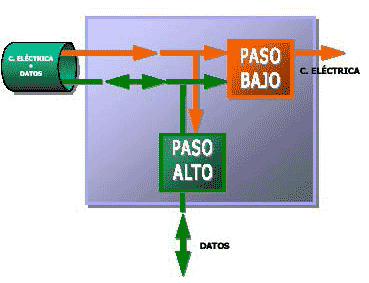 C. ELÉCTRICA
+
DATOS
PASO
BAJO
C. ELÉCTRICA
PASO
ALTO
DATOS